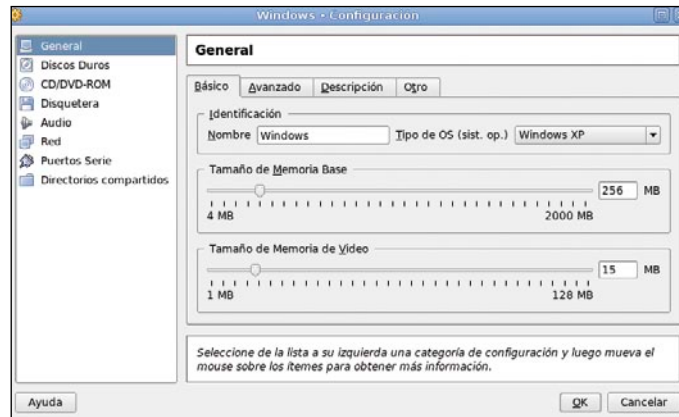 Windows - Configuración
General
Discos Duros
CD/DVD-ROM
Disquetera
Audio
Red
Puertos Serie
Directorios compartidos
General
Básico Avanzado Descripción Otro
Identificación
Nombre Windows Tipo de OS (sist. op.) Windows XP
Tamaño de Memoria Base
256 MB
4 MB 2000 MB
Tamaño de Memoria de Video
15 MB
1 MB 128 MB
Seleccione de la lista a su izquierda una categoría de configuración y luego mueva el
mouse sobre los ítemes para obtener más información.
Ayuda OK Cancelar